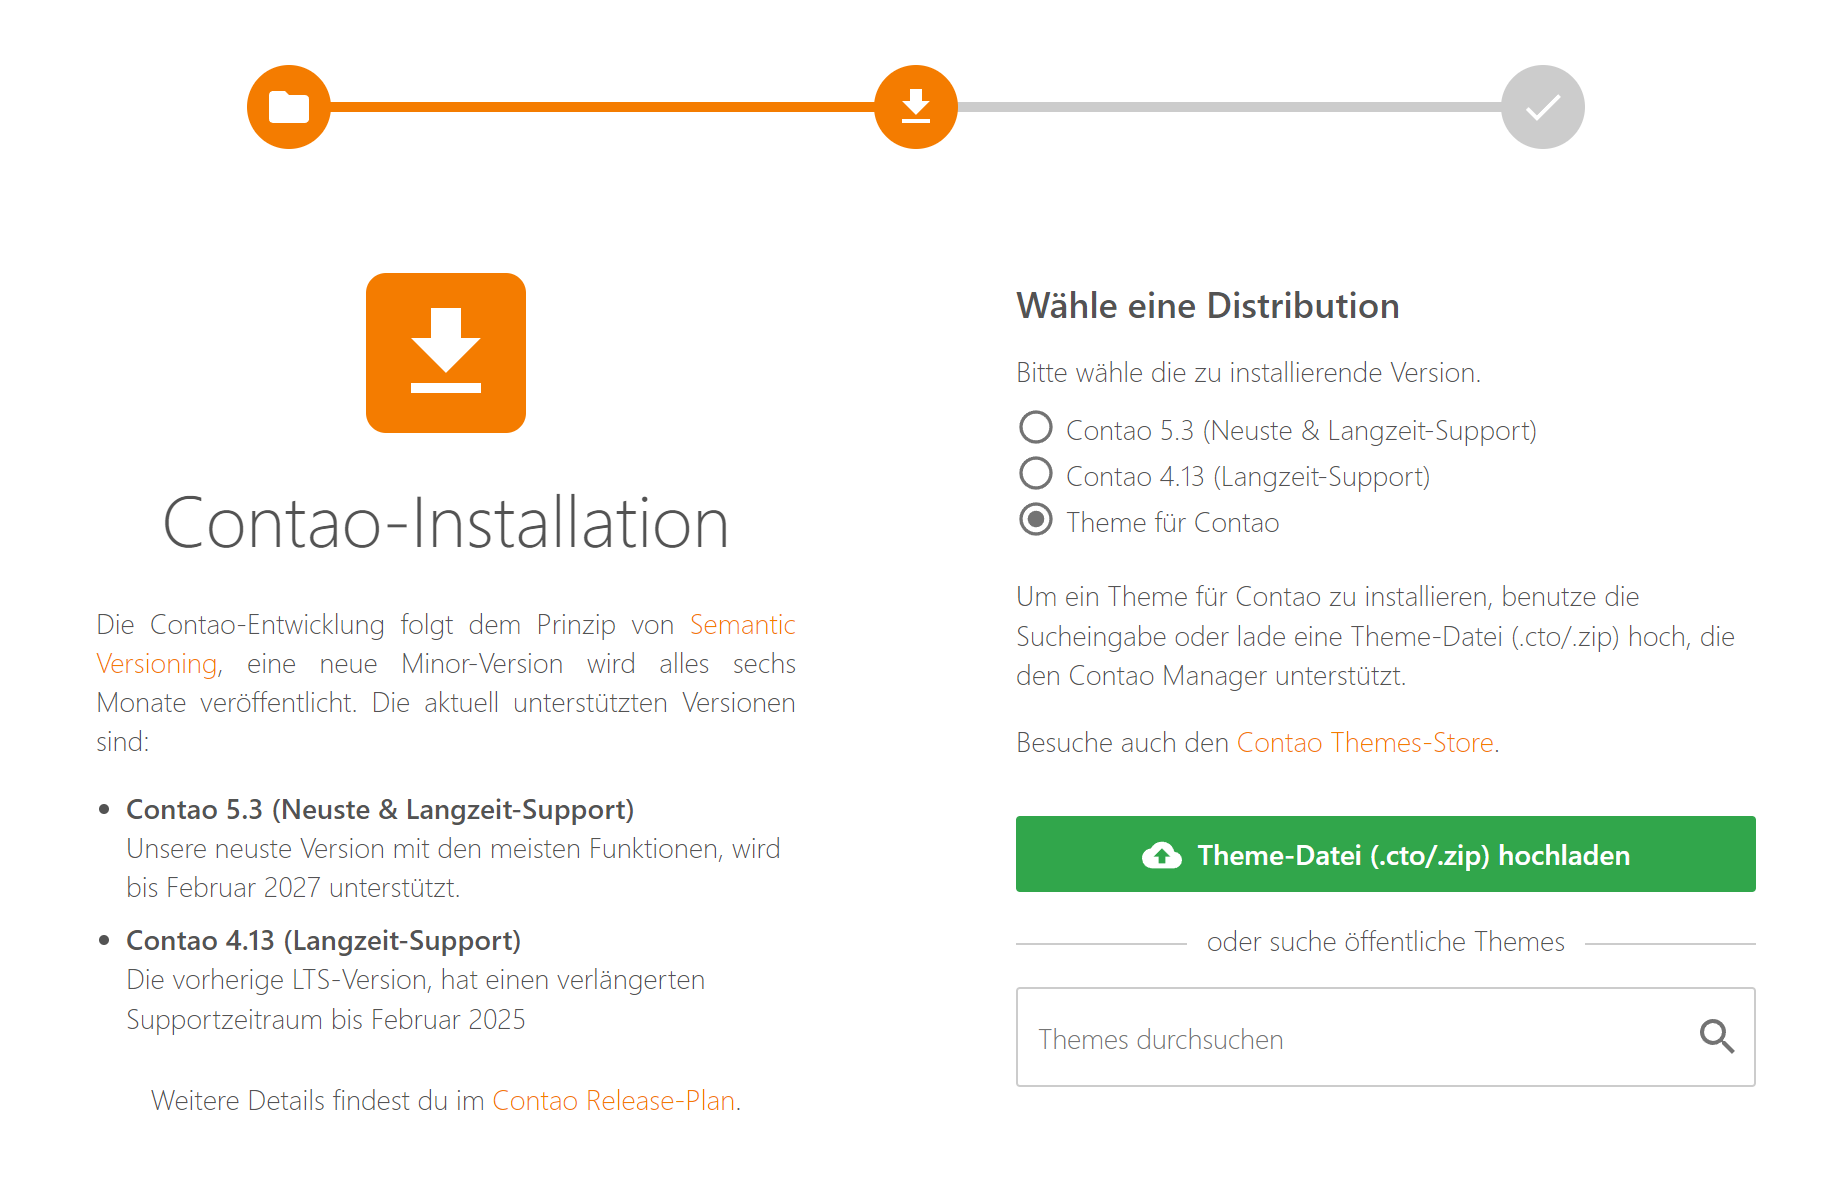 Contao-Installation
Die Contao-Entwicklung folgt dem Prinzip von Semantic
Versioning, eine neue Minor-Version wird alles sechs
Monate veröffentlicht. Die aktuell unterstützten Versionen
sind:
• Contao 5.3 (Neuste & Langzeit-Support)
Unsere neuste Version mit den meisten Funktionen, wird
bis Februar 2027 unterstützt.
• Contao 4.13 (Langzeit-Support)
Die vorherige LTS-Version, hat einen verlängerten
Supportzeitraum bis Februar 2025
Weitere Details findest du im Contao Release-Plan.
Wähle eine Distribution
Bitte wähle die zu installierende Version.
Contao 5.3 (Neuste & Langzeit-Support)
Contao 4.13 (Langzeit-Support)
Theme für Contao
Um ein Theme für Contao zu installieren, benutze die
Sucheingabe oder lade eine Theme-Datei (.cto/.zip) hoch, die
den Contao Manager unterstützt.
Besuche auch den Contao Themes-Store.
Theme-Datei (.cto/.zip) hochladen
oder suche öffentliche Themes
Themes durchsuchen